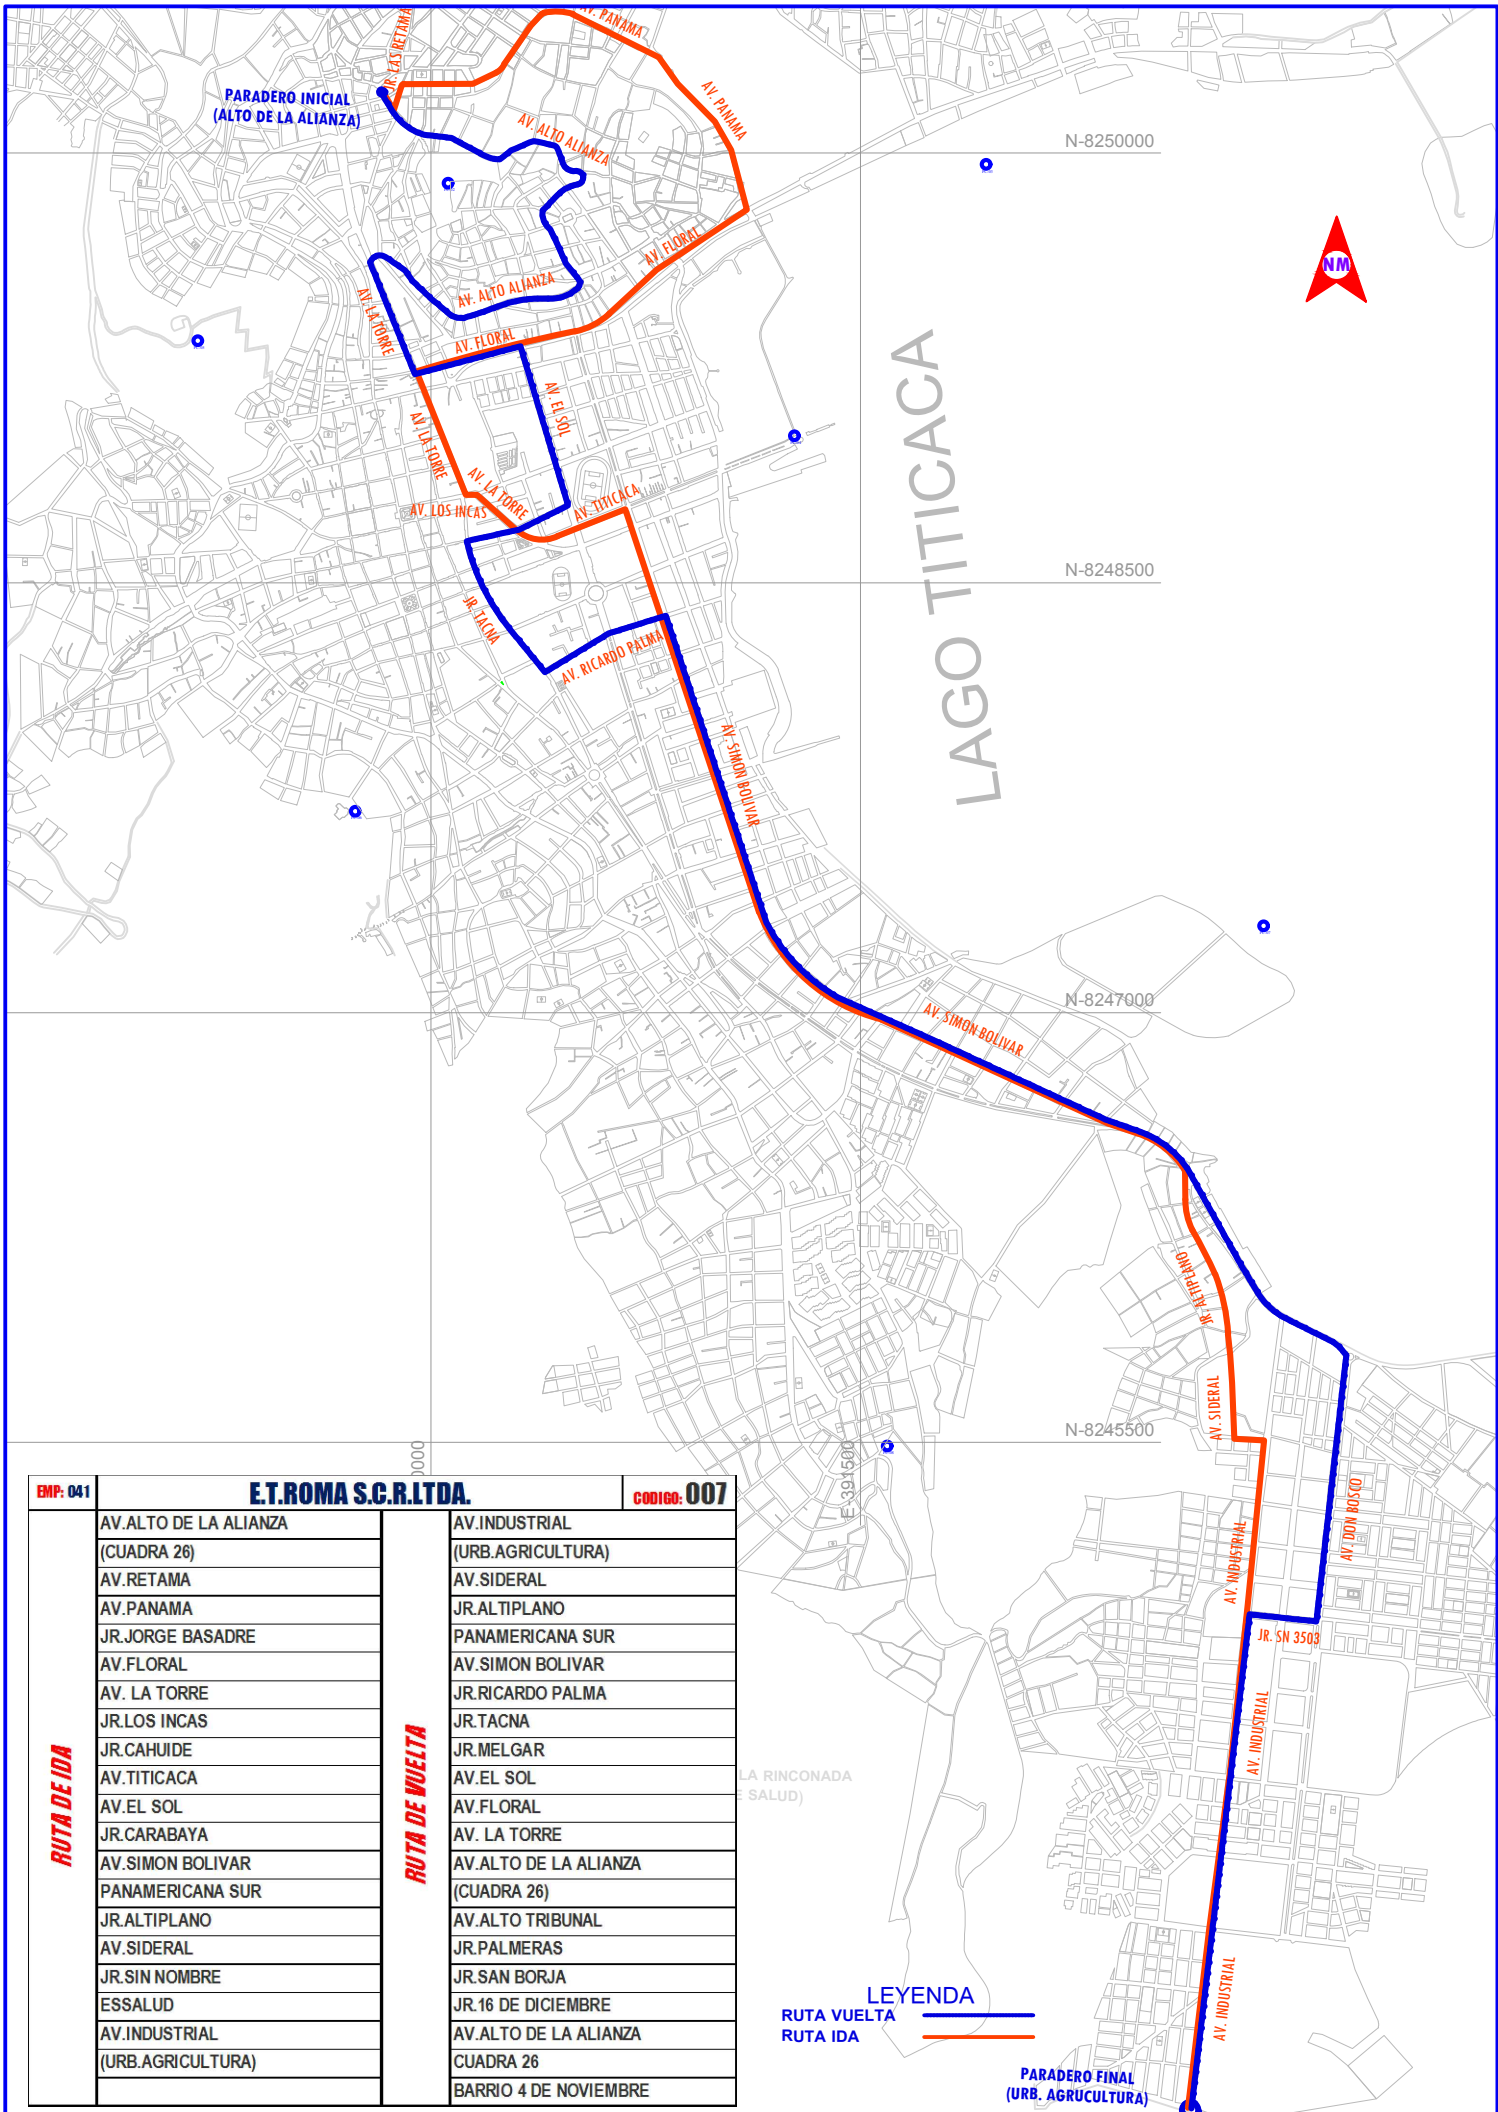 JR. LAS RETAMA
AV. PANAMA
PARADERO INICIAL
(ALTO DE LA ALIANZA)
AV. PANAMA
AV. ALTO ALIANZA
N-8250000
AV. FLORAL
NM
AV. ALTO ALIANZA
AV. LA TORRE
AV. FLORAL
AV. EL SOL
AV. LA TORRE
AV. LA TORRE
AV. LOS INCAS
AV. TITICACA
LAGO TITICACA
N-8248500
JR. TACNA
AV. RICARDO PALMA
AV. SIMON BOLIVAR
N-8247000
AV. SIMON BOLIVAR
JR. ALTIPLANO
AV. SIDERAL
N-8245500
0000
E-391500
AV. DON BOSCO
AV. INDUSTRIAL
JR. SN 3503
AV. INDUSTRIAL
AV. INDUSTRIAL
LA RINCONADA
E SALUD)
EMP: 041
E.T.ROMA S.C.R.LTDA.
CODIGO: 007
RUTA DE IDA
AV.ALTO DE LA ALIANZA
(CUADRA 26)
AV.RETAMA
AV.PANAMA
JR.JORGE BASADRE
AV.FLORAL
AV. LA TORRE
JR.LOS INCAS
JR.CAHUIDE
AV.TITICACA
AV.EL SOL
JR.CARABAYA
AV.SIMON BOLIVAR
PANAMERICANA SUR
JR.ALTIPLANO
AV.SIDERAL
JR.SIN NOMBRE
ESSALUD
AV.INDUSTRIAL
(URB.AGRICULTURA)
RUTA DE VUELTA
AV.INDUSTRIAL
(URB.AGRICULTURA)
AV.SIDERAL
JR.ALTIPLANO
PANAMERICANA SUR
AV.SIMON BOLIVAR
JR.RICARDO PALMA
JR.TACNA
JR.MELGAR
AV.EL SOL
AV.FLORAL
AV. LA TORRE
AV.ALTO DE LA ALIANZA
(CUADRA 26)
AV.ALTO TRIBUNAL
JR.PALMERAS
JR.SAN BORJA
JR.16 DE DICIEMBRE
AV.ALTO DE LA ALIANZA
CUADRA 26
BARRIO 4 DE NOVIEMBRE
LEYENDA
RUTA VUELTA
RUTA IDA
PARADERO FINAL
(URB. AGRUCULTURA)